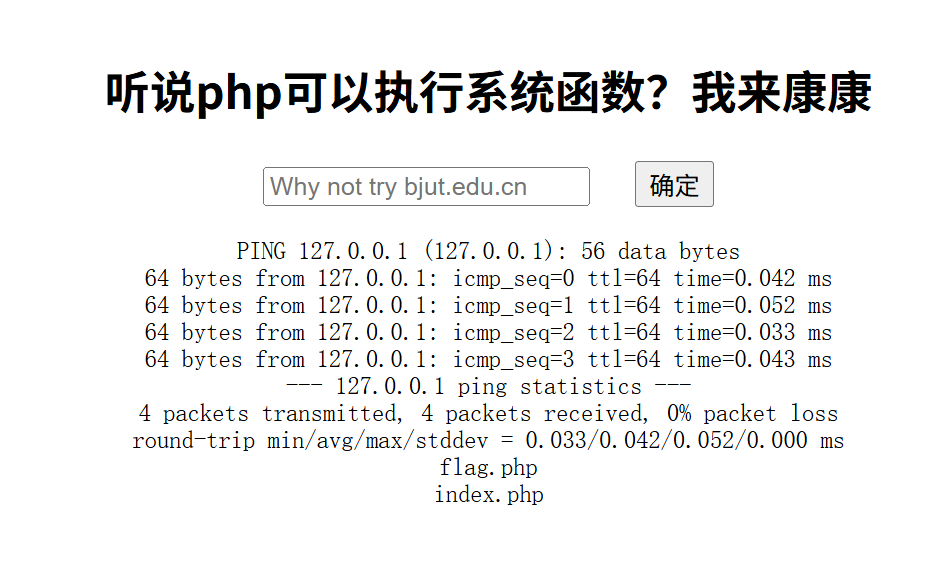 听说php可以执行系统函数？我来康康
Why not try bjut.edu.cn
确定
PING 127.0.0.1 (127.0.0.1): 56 data bytes
64 bytes from 127.0.0.1: icmp_seq=0 ttl=64 time=0.042 ms
64 bytes from 127.0.0.1: icmp_seq=1 ttl=64 time=0.052 ms
64 bytes from 127.0.0.1: icmp_seq=2 ttl=64 time=0.033 ms
64 bytes from 127.0.0.1: icmp_seq=3 ttl=64 time=0.043 ms
--- 127.0.0.1 ping statistics ---
4 packets transmitted, 4 packets received, 0% packet loss
round-trip min/avg/max/stddev = 0.033/0.042/0.052/0.000 ms
flag.php
index.php